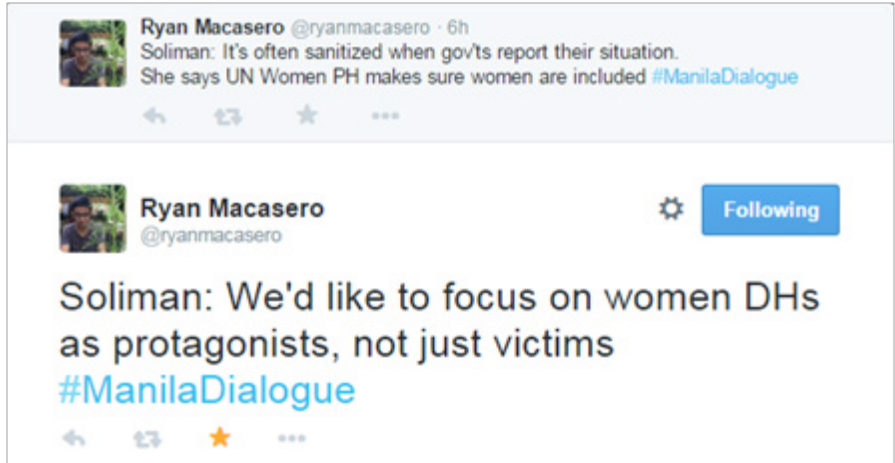 Ryan Macasero @ryanmacasero · 6h
Soliman: It's often sanitized when gov'ts report their situation.
She says UN Women PH makes sure women are included #ManilaDialogue
Ryan Macasero
@ryanmacasero
Following
Soliman: We'd like to focus on women DHs
as protagonists, not just victims
#ManilaDialogue